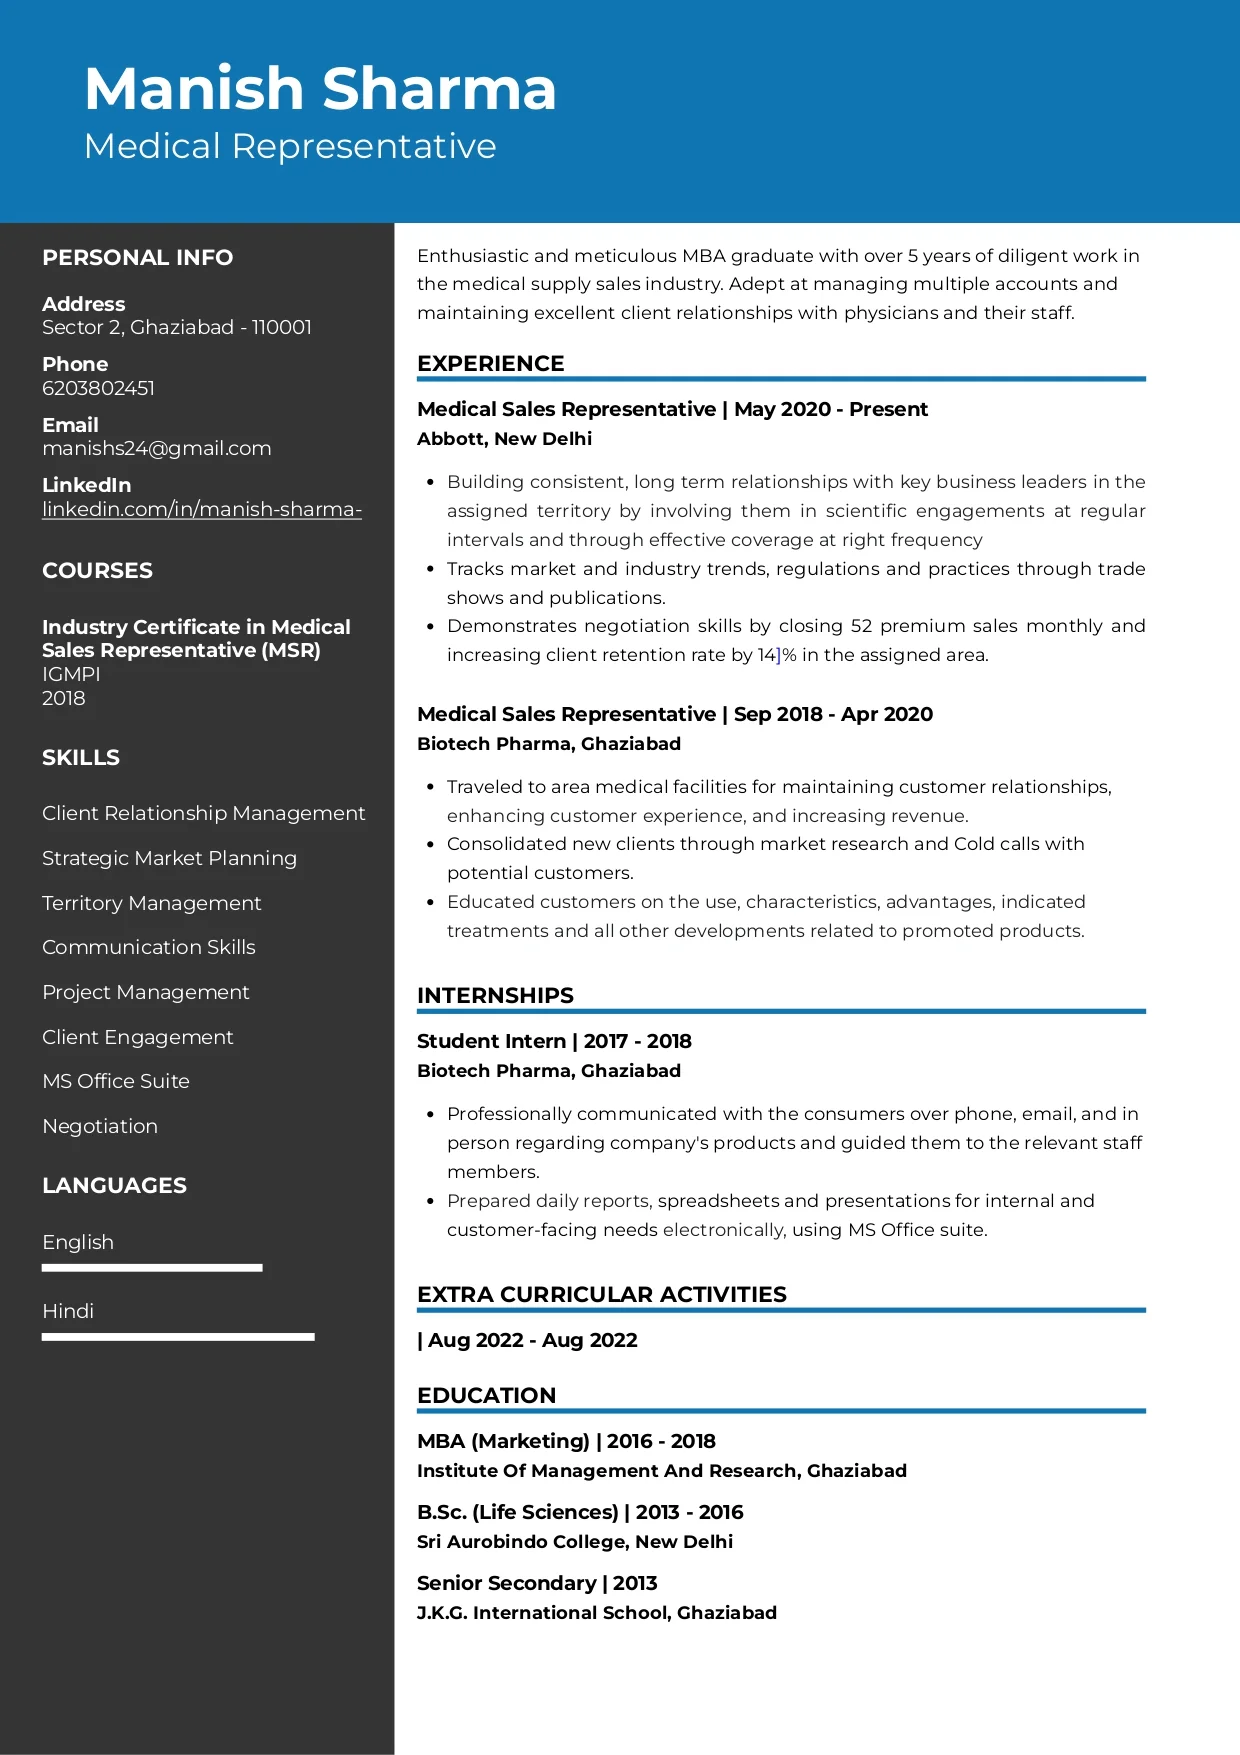 Manish Sharma
Medical Representative
PERSONAL INFO
Address
Sector 2, Ghaziabad - 110001
Phone
6203802451
Email
manishs24@gmail.com
LinkedIn
linkedin.com/in/manish-sharma-
COURSES
Industry Certificate in Medical
Sales Representative (MSR)
IGMPI
2018
SKILLS
Client Relationship Management
Strategic Market Planning
Territory Management
Communication Skills
Project Management
Client Engagement
MS Office Suite
Negotiation
LANGUAGES
English
Hindi
Enthusiastic and meticulous MBA graduate with over 5 years of diligent work in
the medical supply sales industry. Adept at managing multiple accounts and
maintaining excellent client relationships with physicians and their staff.
EXPERIENCE
Medical Sales Representative | May 2020 - Present
Abbott, New Delhi
• Building consistent, long term relationships with key business leaders in the
assigned territory by involving them in scientific engagements at regular
intervals and through effective coverage at right frequency
• Tracks market and industry trends, regulations and practices through trade
shows and publications.
• Demonstrates negotiation skills by closing 52 premium sales monthly and
increasing client retention rate by 14]% in the assigned area.
Medical Sales Representative | Sep 2018 - Apr 2020
Biotech Pharma, Ghaziabad
• Traveled to area medical facilities for maintaining customer relationships,
enhancing customer experience, and increasing revenue.
• Consolidated new clients through market research and Cold calls with
potential customers.
• Educated customers on the use, characteristics, advantages, indicated
treatments and all other developments related to promoted products.
INTERNSHIPS
Student Intern | 2017 - 2018
Biotech Pharma, Ghaziabad
• Professionally communicated with the consumers over phone, email, and in
person regarding company's products and guided them to the relevant staff
members.
• Prepared daily reports, spreadsheets and presentations for internal and
customer-facing needs electronically, using MS Office suite.
EXTRA CURRICULAR ACTIVITIES
| Aug 2022 - Aug 2022
EDUCATION
MBA (Marketing) | 2016 - 2018
Institute Of Management And Research, Ghaziabad
B.Sc. (Life Sciences) | 2013 - 2016
Sri Aurobindo College, New Delhi
Senior Secondary | 2013
J.K.G. International School, Ghaziabad